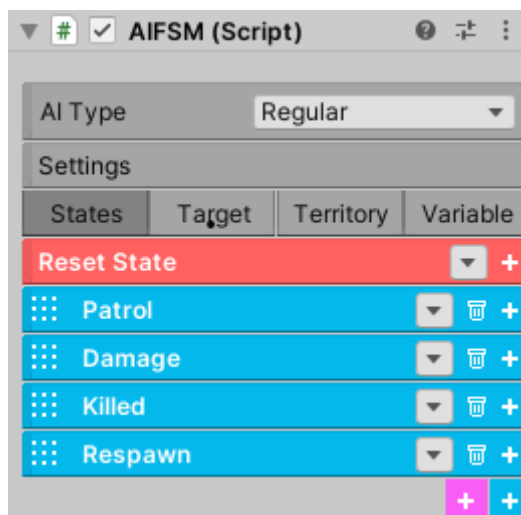 AIFSM (Script)
AI Type Regular
Settings
States Target Territory Variable
Reset State
Patrol
Damage
Killed
Respawn